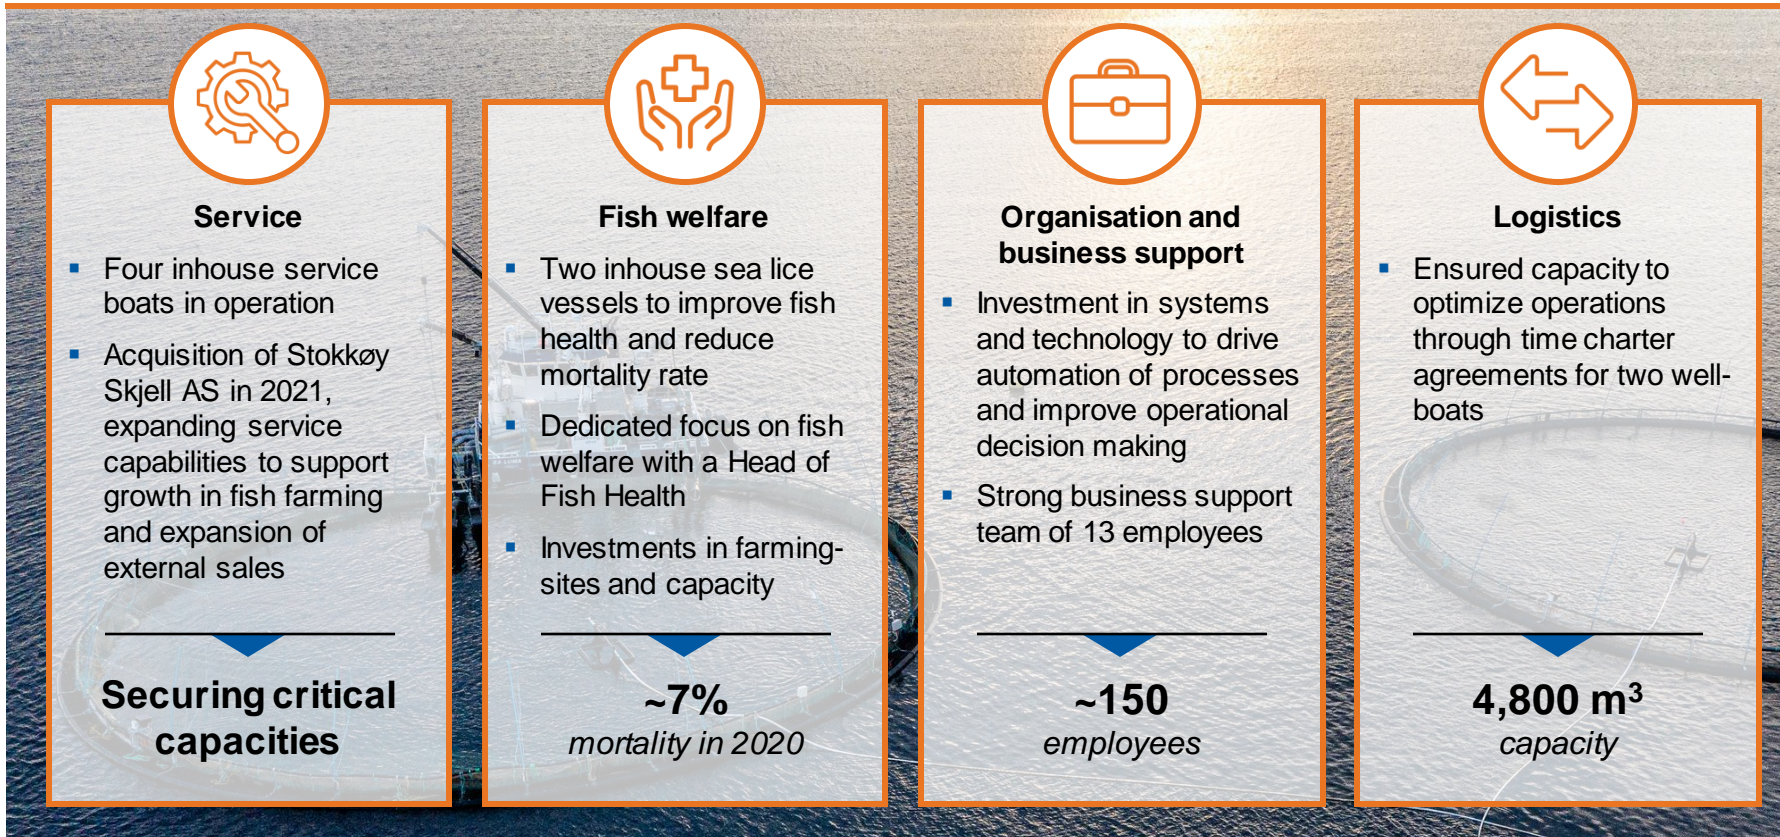 Service
▪ Four inhouse service
boats in operation
▪ Acquisition of Stokkøy
Skjell AS in 2021,
expanding service
capabilities to support
growth in fish farming
and expansion of
external sales
Securing critical
capacities
Fish welfare
▪ Two inhouse sea lice
vessels to improve fish
health and reduce
mortality rate
▪ Dedicated focus on fish
welfare with a Head of
Fish Health
▪ Investments in farming-
sites and capacity
~7%
mortality in 2020
Organisation and
business support
▪ Investment in systems
and technology to drive
automation of processes
and improve operational
decision making
▪ Strong business support
team of 13 employees
~150
employees
Logistics
▪ Ensured capacity to
optimize operations
through time charter
agreements for two well-
boats
4,800 m³
capacity